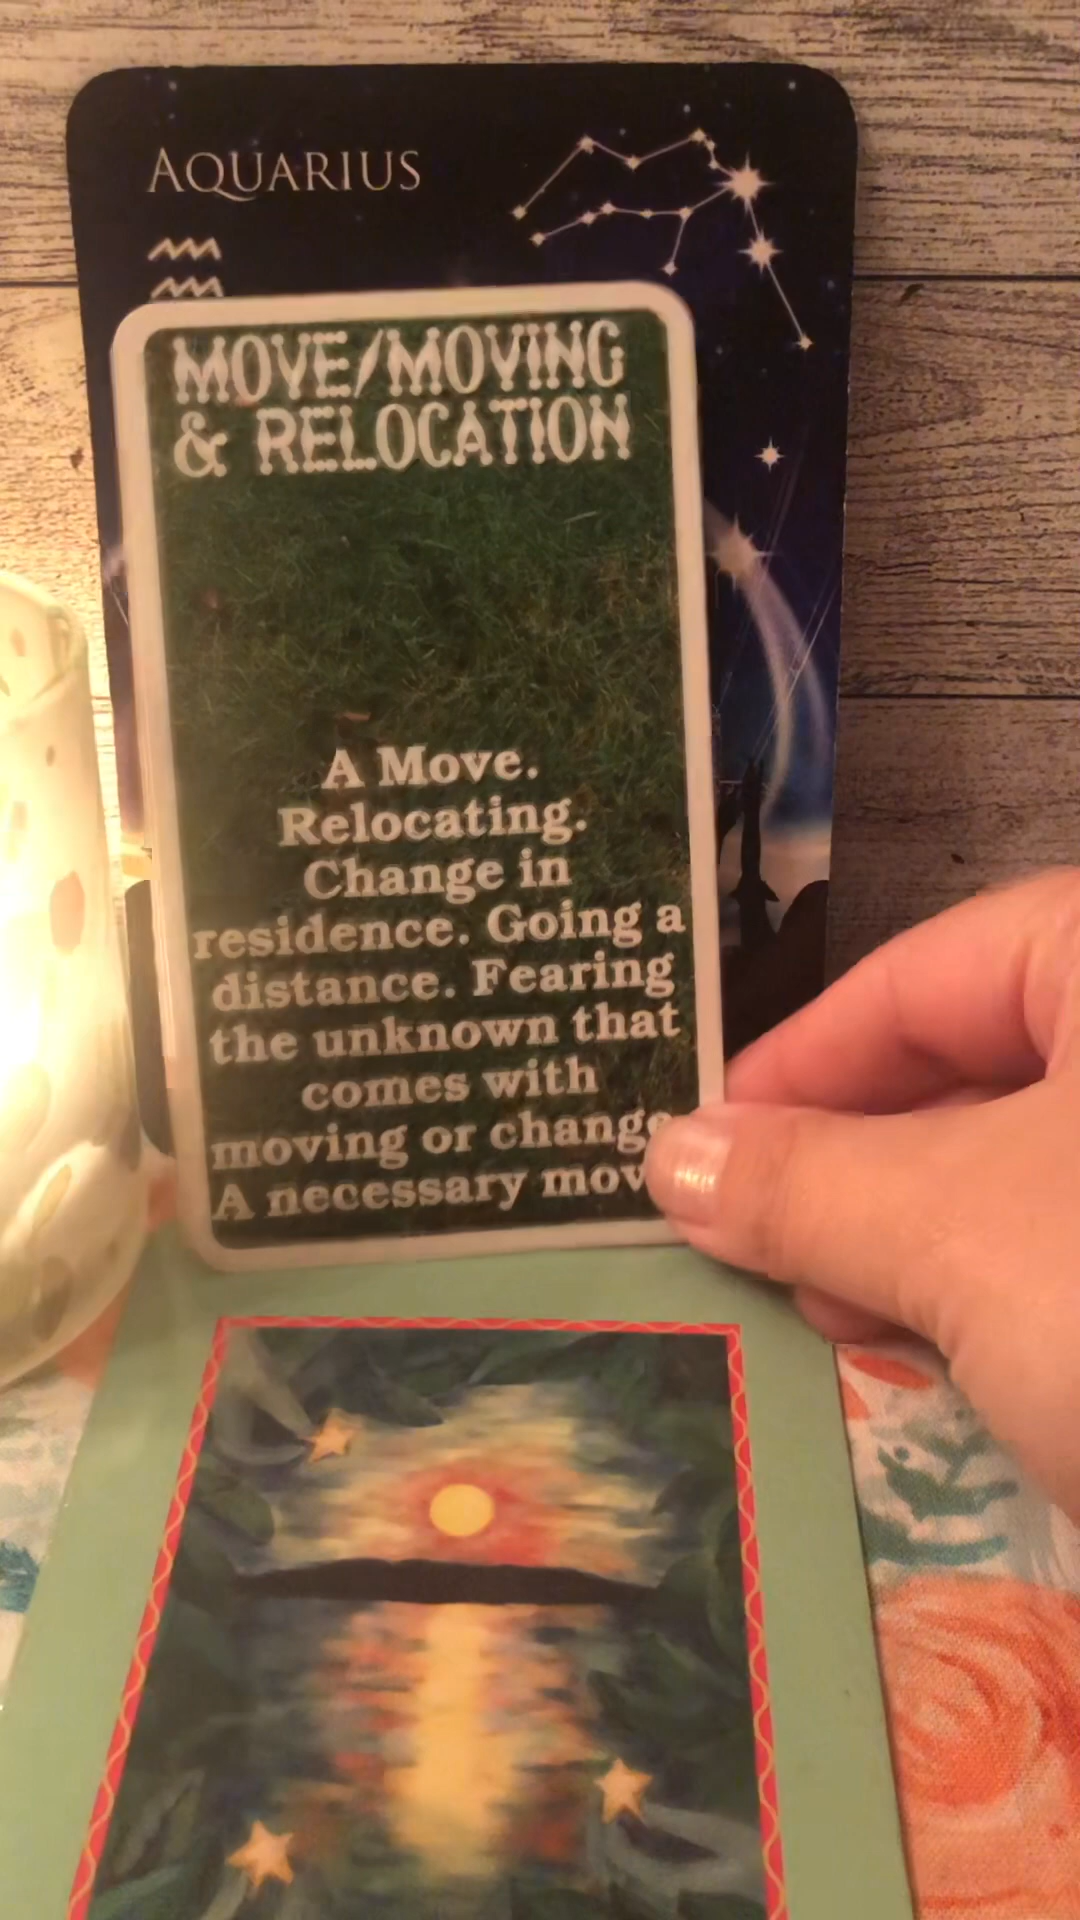 AQUARIUS
MOVE/MOVING
& RELOCATION
A Move.
Relocating.
Change in
residence. Going a
distance. Fearing
the unknown that
comes with
moving or change
A necessary mov